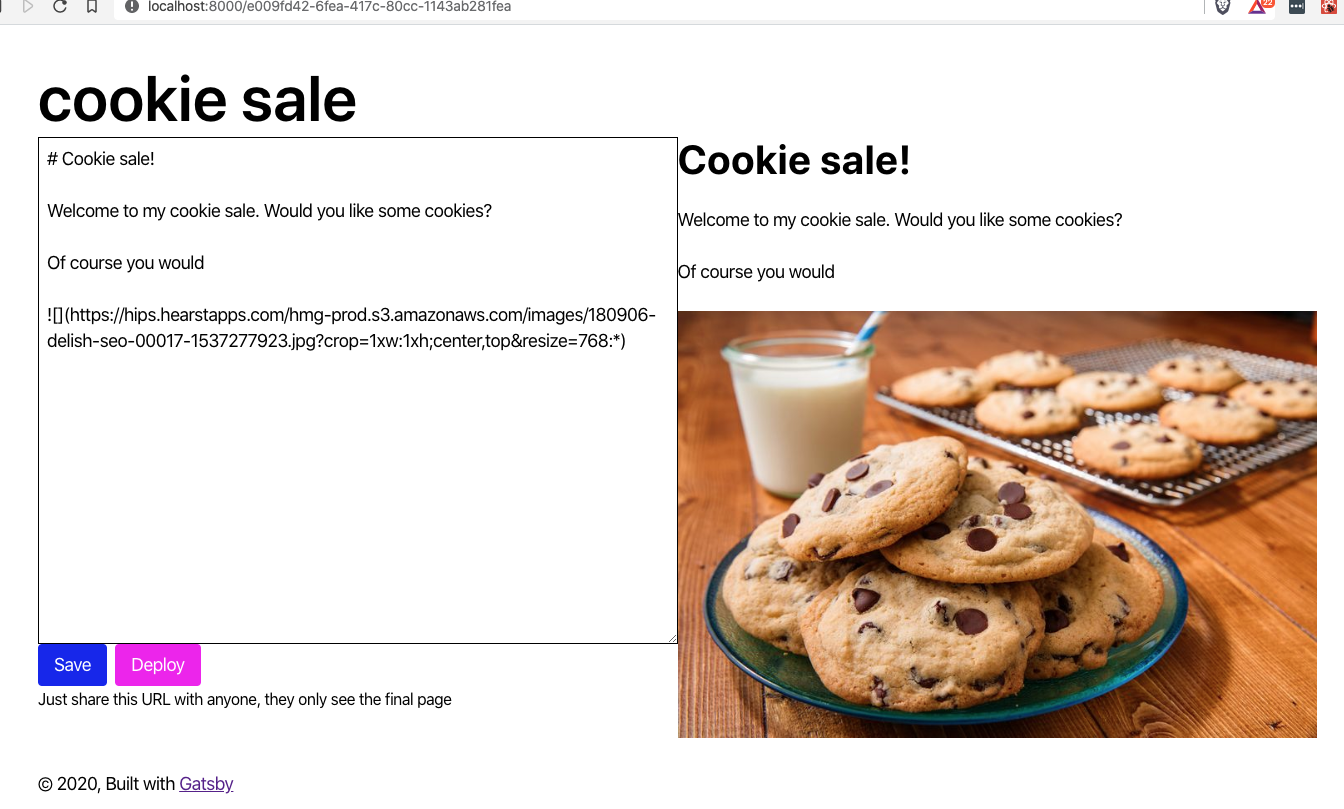 localhost:8000/e009fd42-6fea-417c-80cc-1143ab281fea
22
cookie sale
# Cookie sale!
Welcome to my cookie sale. Would you like some cookies?
Of course you would
![](https://hips.hearstapps.com/hmg-prod.s3.amazonaws.com/images/180906-
delish-seo-00017-1537277923.jpg?crop=1xw:1xh;center,top&resize=768:*)
Cookie sale!
Welcome to my cookie sale. Would you like some cookies?
Of course you would
Save
Deploy
Just share this URL with anyone, they only see the final page
© 2020, Built with Gatsby